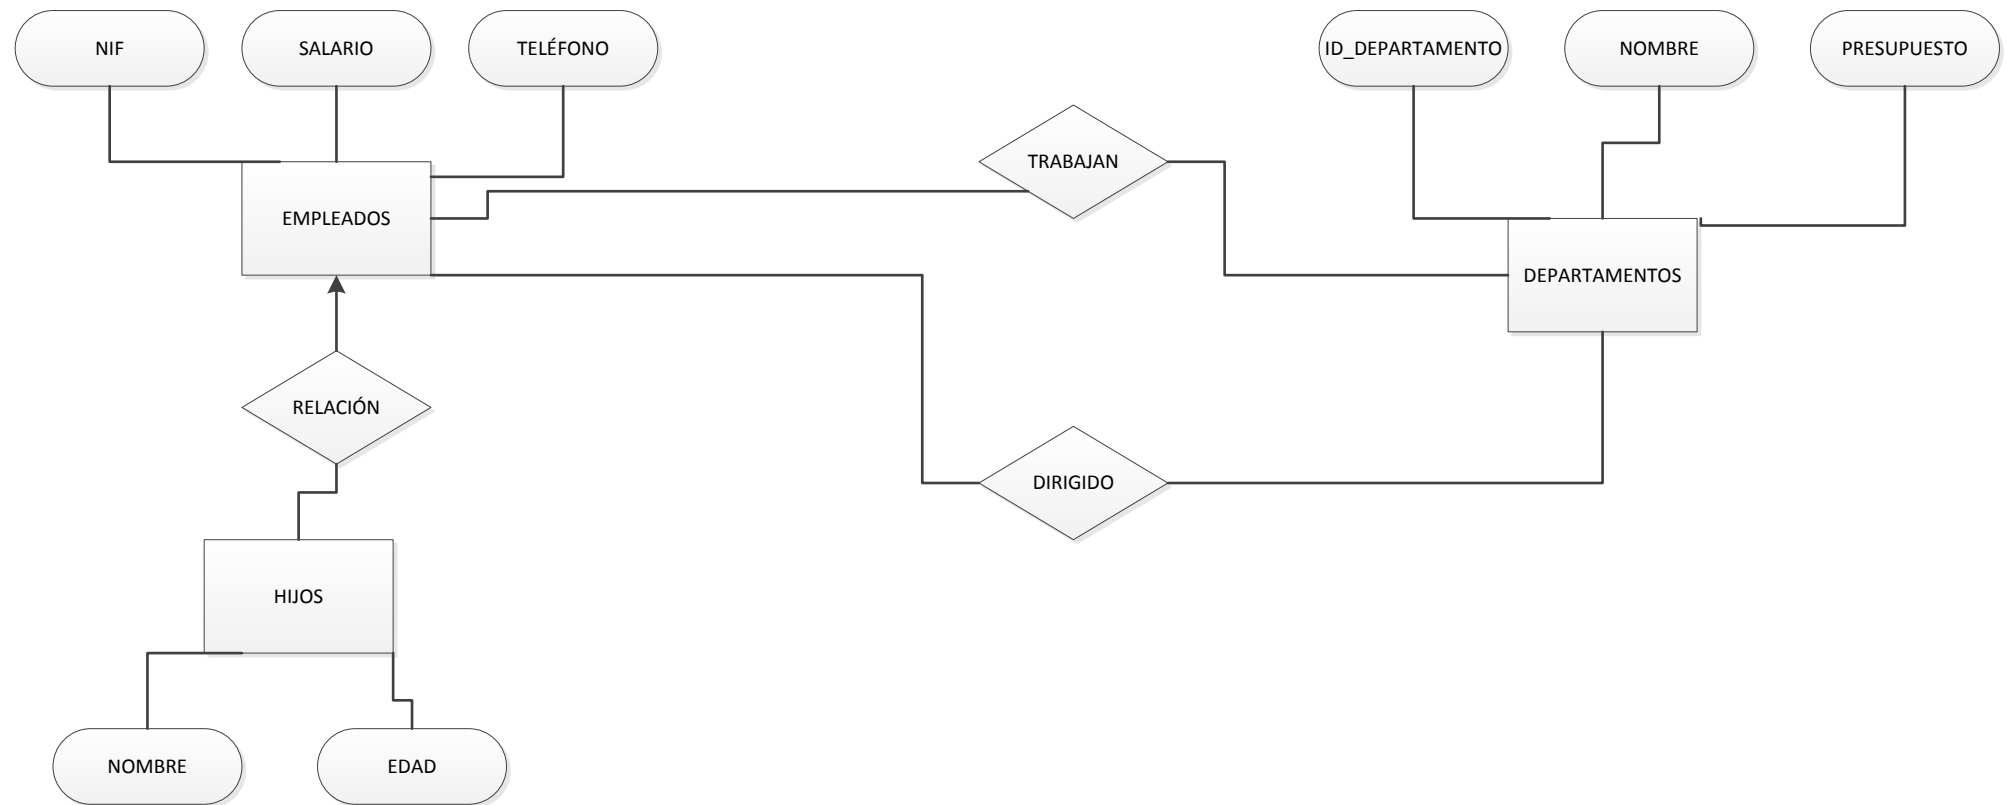 NIF
SALARIO
TELÉFONO
ID_DEPARTAMENTO
NOMBRE
PRESUPUESTO
TRABAJAN
EMPLEADOS
DEPARTAMENTOS
RELACIÓN
DIRIGIDO
HIJOS
NOMBRE
EDAD